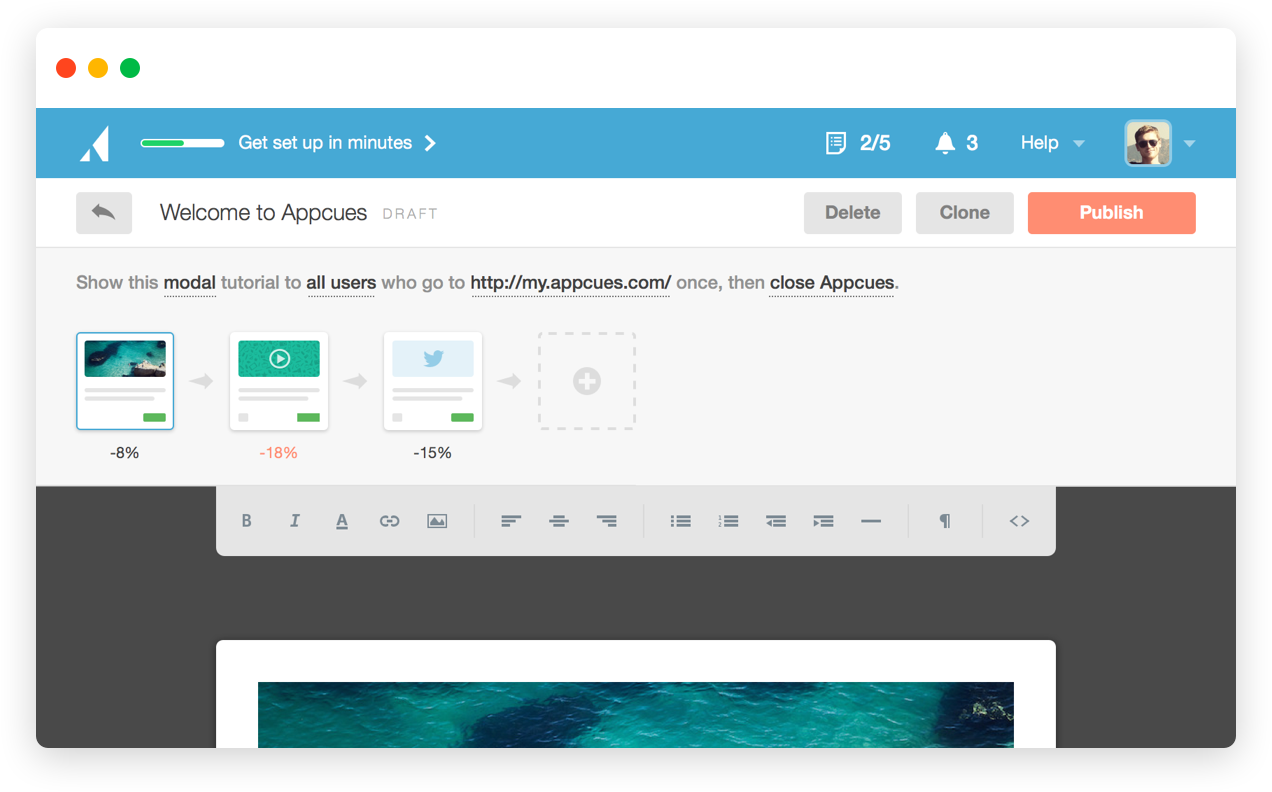 Get set up in minutes 2/5 3 Help
Welcome to Appcues DRAFT Delete Clone Publish
Show this modal tutorial to all users who go to http://my.appcues.com/ once, then close Appcues.
-8% -18% -15%
B I A ¶ <>